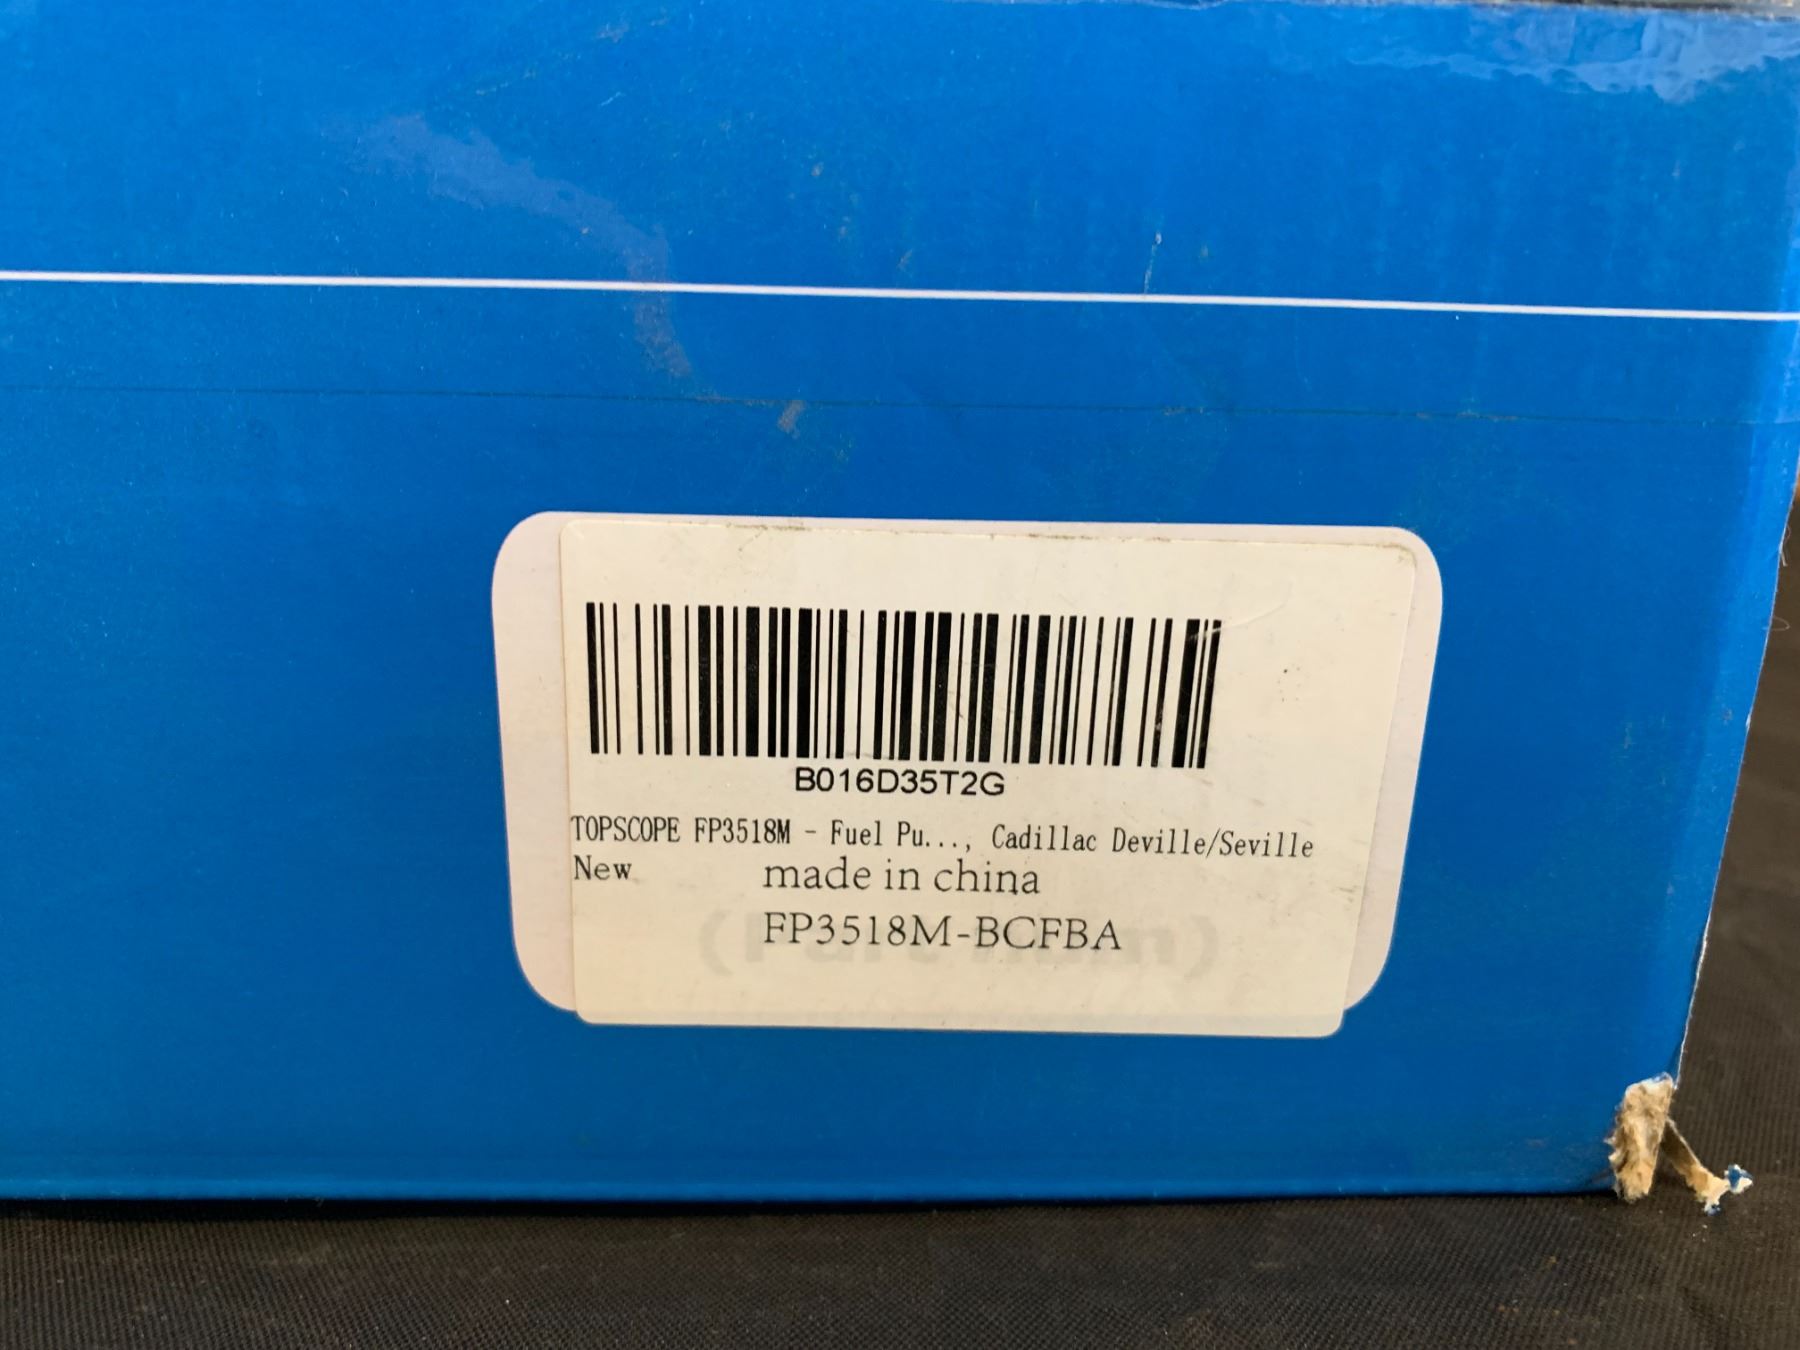 B016D35T2G
TOPSCOPE FP3518M - Fuel Pu..., Cadillac Deville/Seville
New
made in china
FP3518M-BCFBA